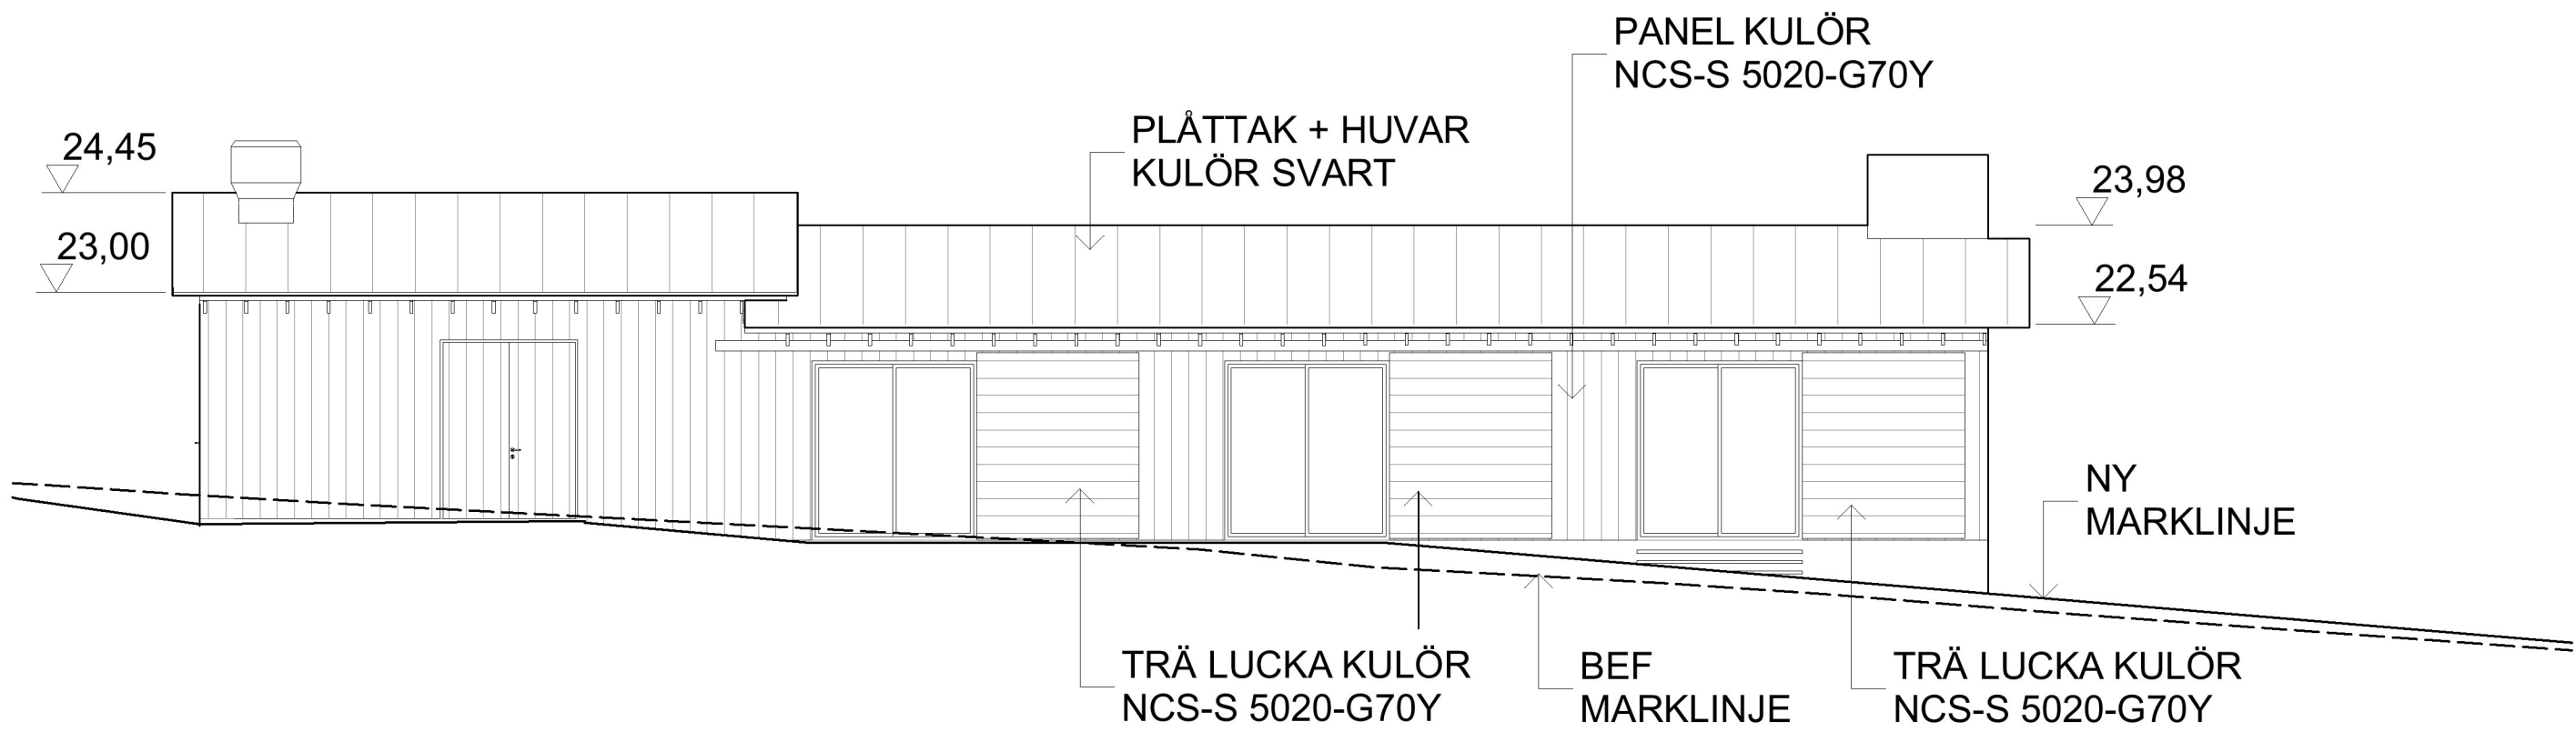 PANEL KULÖR
NCS-S 5020-G70Y
PLÅTTAK + HUVAR
KULÖR SVART
24,45
23,00
23,98
22,54
NY
MARKLINJE
TRÄ LUCKA KULÖR
NCS-S 5020-G70Y
BEF
MARKLINJE
TRÄ LUCKA KULÖR
NCS-S 5020-G70Y